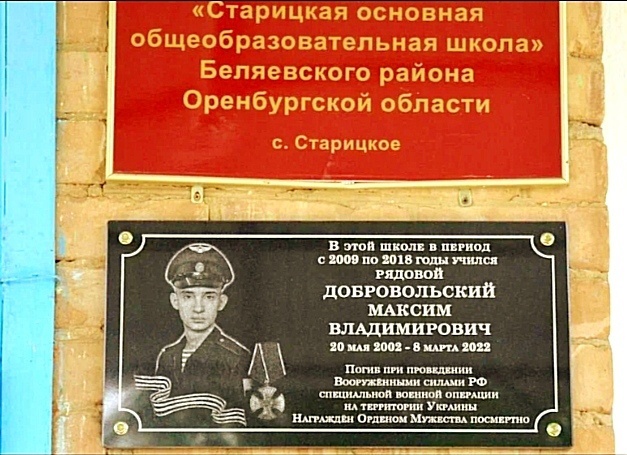 «Старицкая основная
общеобразовательная школа»
Беляевского района
Оренбургской области
с. Старицкое
В этой школе в период
с 2009 по 2018 годы учился
рядовой
ДОБРОВОЛЬСКИЙ
МАКСИМ
ВЛАДИМИРОВИЧ
20 мая 2002 - 8 марта 2022
Погиб при проведении
Вооружёнными силами РФ
специальной военной операции
на территории Украины
Награждён Орденом Мужества посмертно